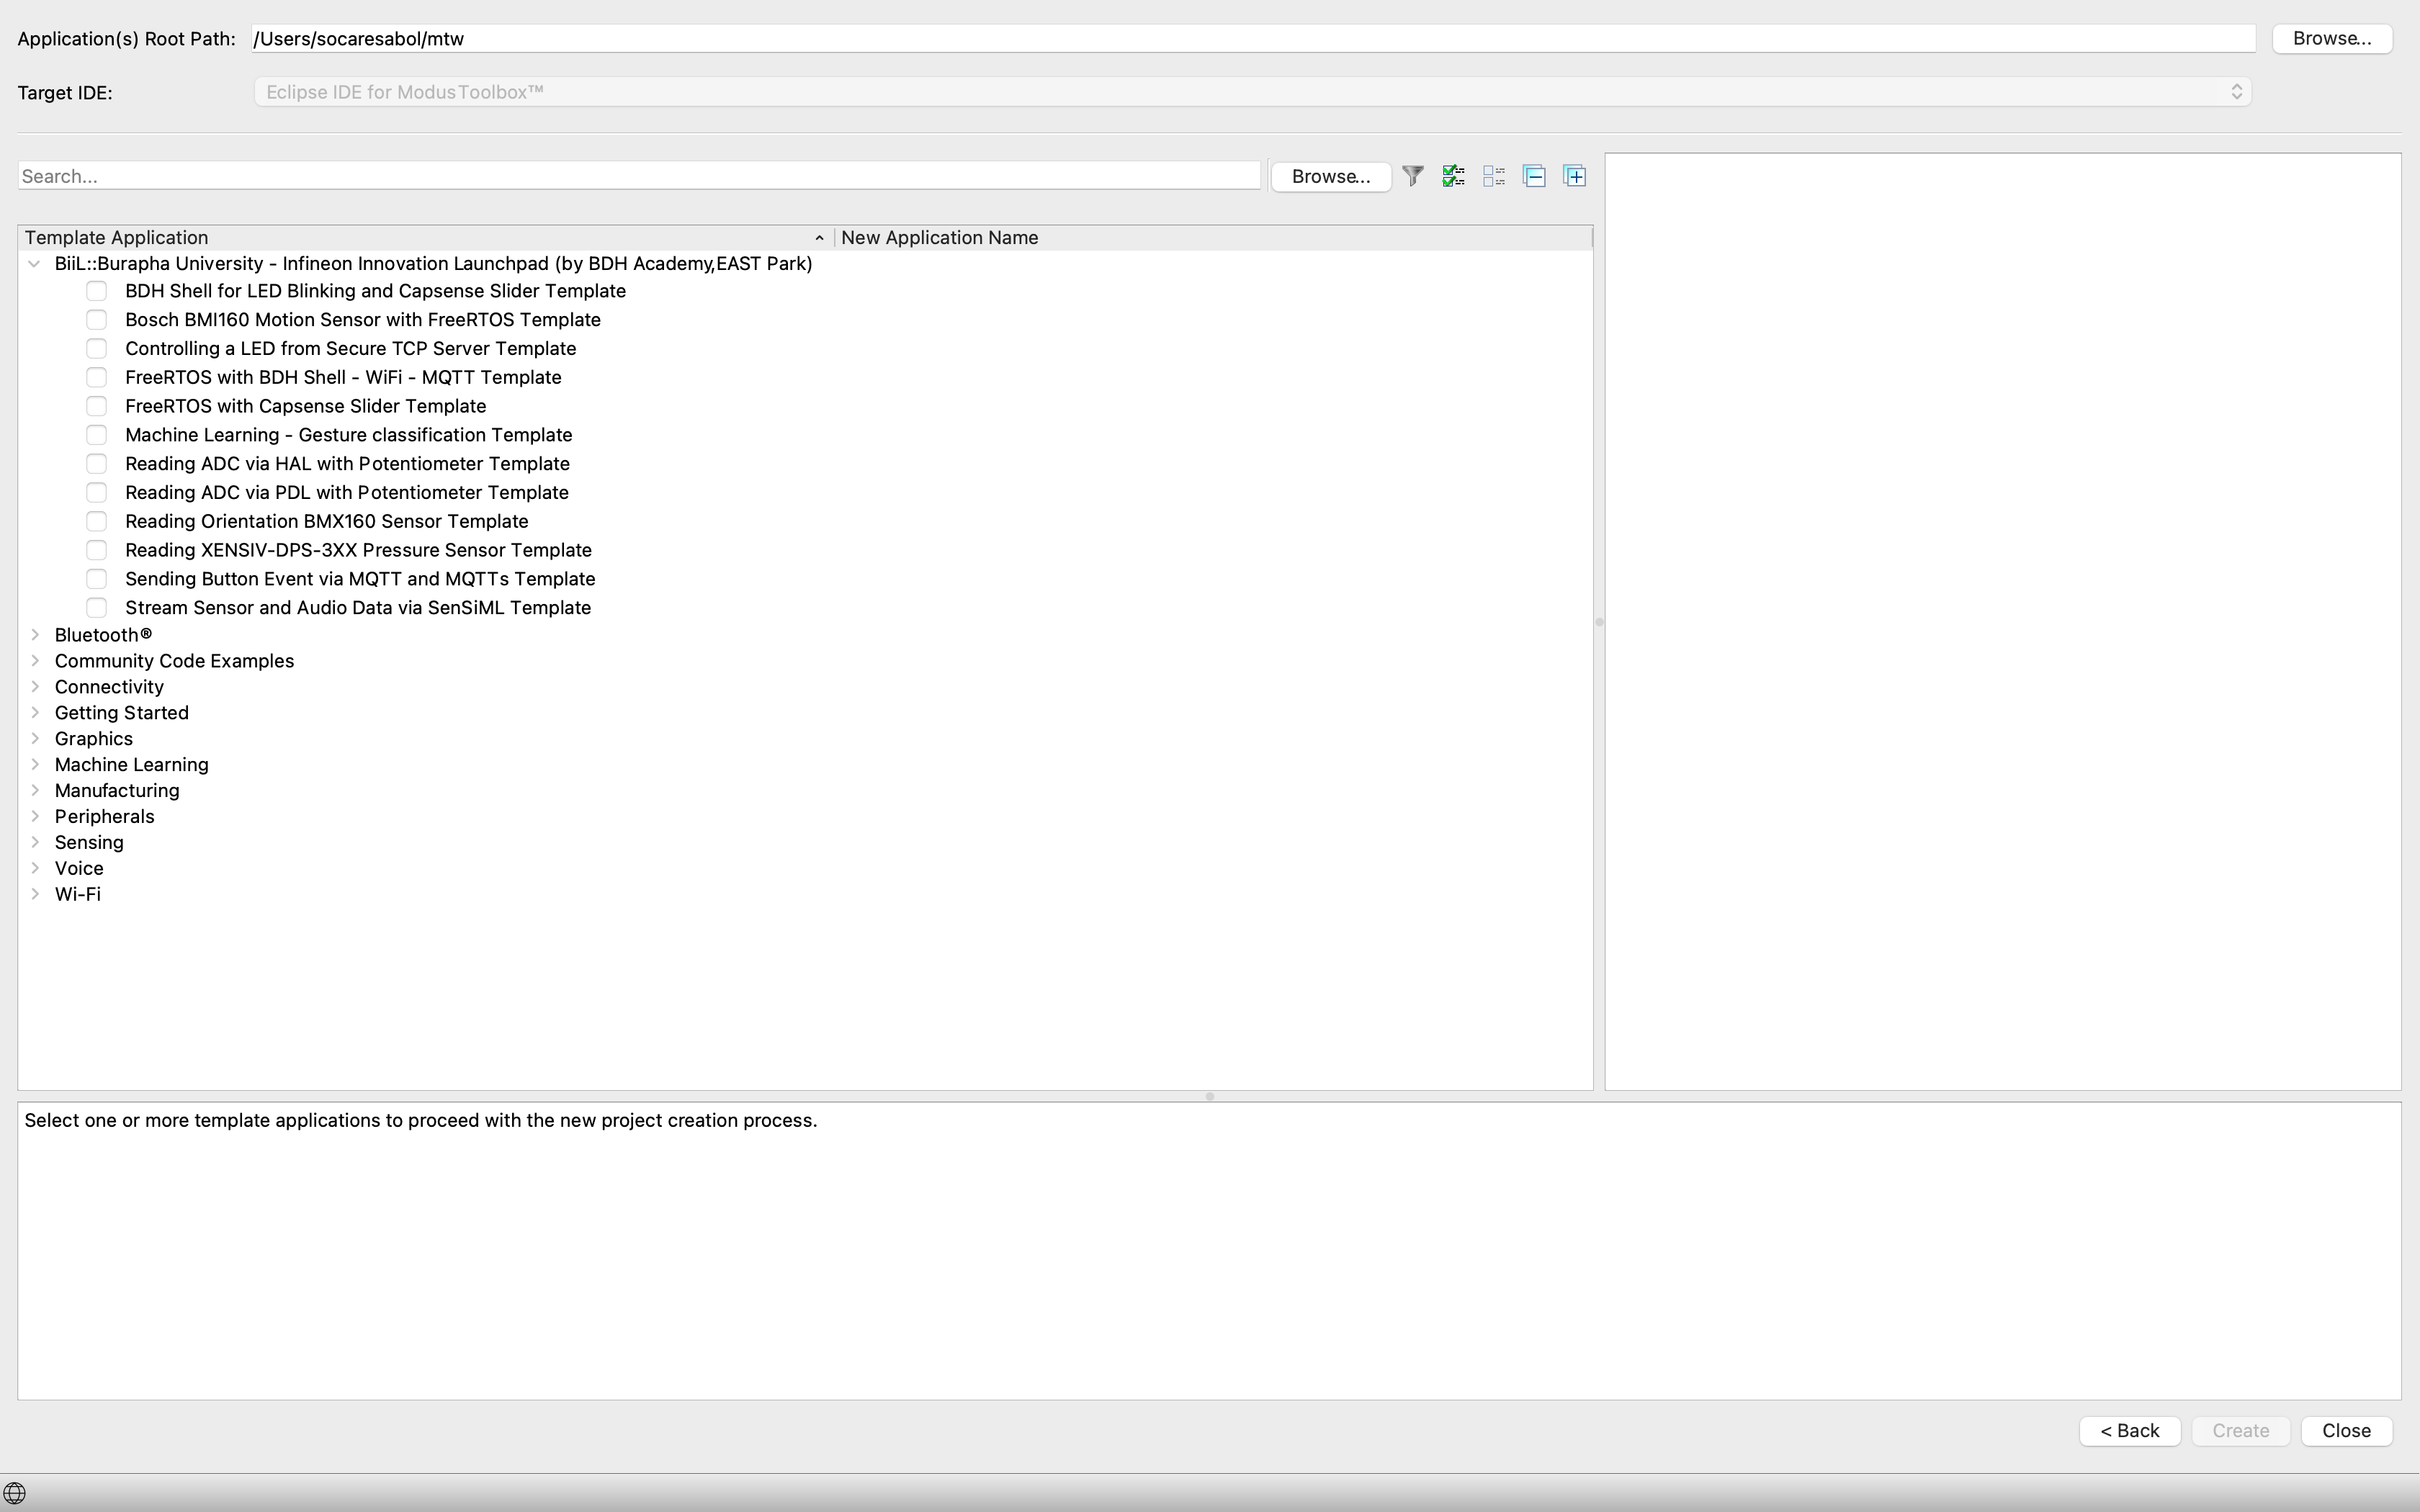 Application(s) Root Path: /Users/socaresabol/mtw Browse...
Target IDE: Eclipse IDE for ModusToolbox™
Search... Browse...
Template Application New Application Name
BiiL::Burapha University - Infineon Innovation Launchpad (by BDH Academy,EAST Park)
BDH Shell for LED Blinking and Capsense Slider Template
Bosch BMI160 Motion Sensor with FreeRTOS Template
Controlling a LED from Secure TCP Server Template
FreeRTOS with BDH Shell - WiFi - MQTT Template
FreeRTOS with Capsense Slider Template
Machine Learning - Gesture classification Template
Reading ADC via HAL with Potentiometer Template
Reading ADC via PDL with Potentiometer Template
Reading Orientation BMX160 Sensor Template
Reading XENSIV-DPS-3XX Pressure Sensor Template
Sending Button Event via MQTT and MQTTs Template
Stream Sensor and Audio Data via SenSiML Template
Bluetooth®
Community Code Examples
Connectivity
Getting Started
Graphics
Machine Learning
Manufacturing
Peripherals
Sensing
Voice
Wi-Fi
Select one or more template applications to proceed with the new project creation process.
< Back Create Close